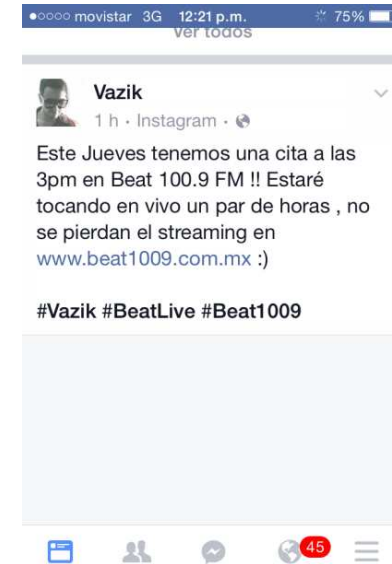 movistar 3G 12:21 p.m. 75%
Ver todos
Vazik
1 h · Instagram ·
Este Jueves tenemos una cita a las
3pm en Beat 100.9 FM !! Estaré
tocando en vivo un par de horas , no
se pierdan el streaming en
www.beat1009.com.mx :)
#Vazik #BeatLive #Beat1009
45